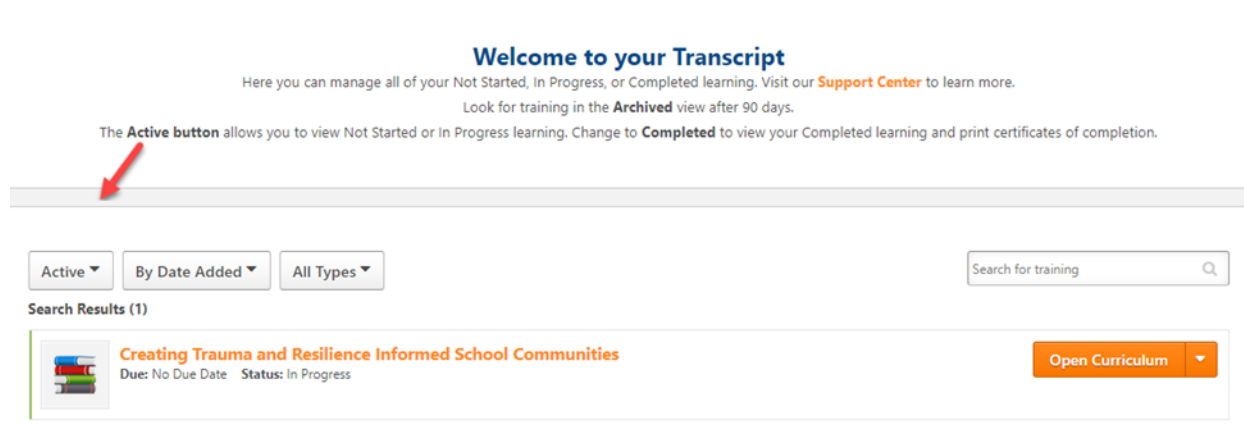 Welcome to your Transcript
Here you can manage all of your Not Started, In Progress, or Completed learning. Visit our Support Center to learn more.
Look for training in the Archived view after 90 days.
The Active button allows you to view Not Started or In Progress learning. Change to Completed to view your Completed learning and print certificates of completion.
Active By Date Added All Types Search for training
Search Results (1)
Creating Trauma and Resilience Informed School Communities
Due: No Due Date Status: In Progress
Open Curriculum